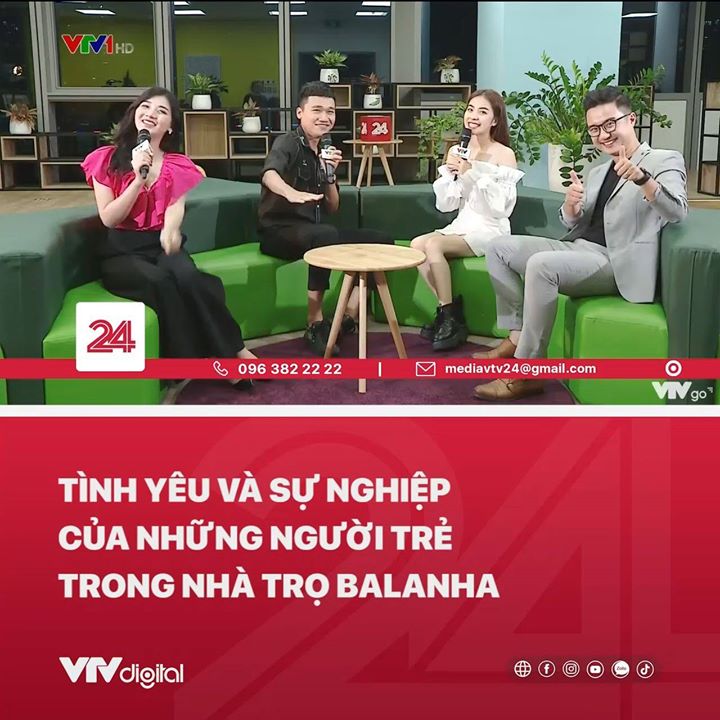 VTV1 HD
24
24
096 382 22 22 | mediavtv24@gmail.com
VTV go
TÌNH YÊU VÀ SỰ NGHIỆP
CỦA NHỮNG NGƯỜI TRẺ
TRONG NHÀ TRỌ BALANHA
VTV digital
Zalo